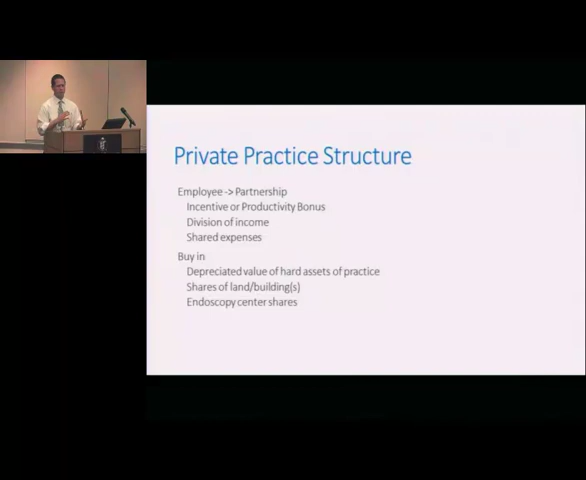 Private Practice Structure
Employee -> Partnership
Incentive or Productivity Bonus
Division of income
Shared expenses
Buy in
Depreciated value of hard assets of practice
Shares of land/building(s)
Endoscopy center shares